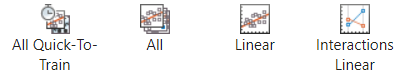 All Quick-To-
Train
All
Linear
Interactions
Linear